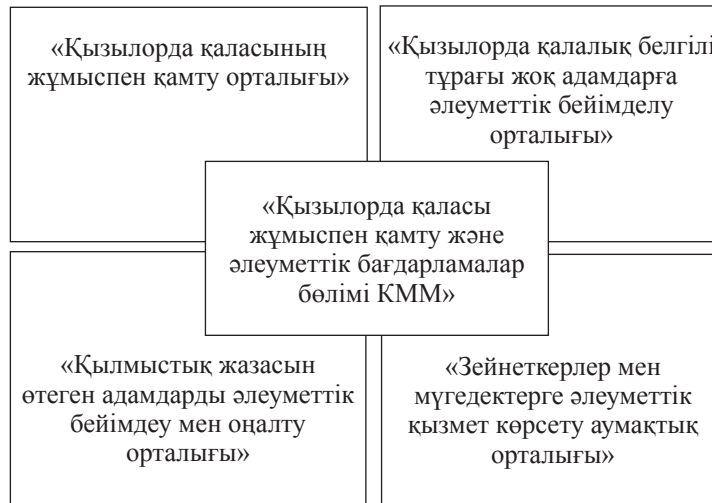 «Қызылорда қаласының
жұмыспен қамту орталығы»
«Қызылорда қалалық белгілі
тұрағы жоқ адамдарға
әлеуметтік бейімделу
орталығы»
«Қызылорда қаласы
жұмыспен қамту және
әлеуметтік бағдарламалар
бөлімі КММ»
«Қылмыстық жазасын
өтеген адамдарды әлеуметтік
бейімдеу мен оңалту
орталығы»
«Зейнеткерлер мен
мүгедектерге әлеуметтік
қызмет көрсету аумақтық
орталығы»